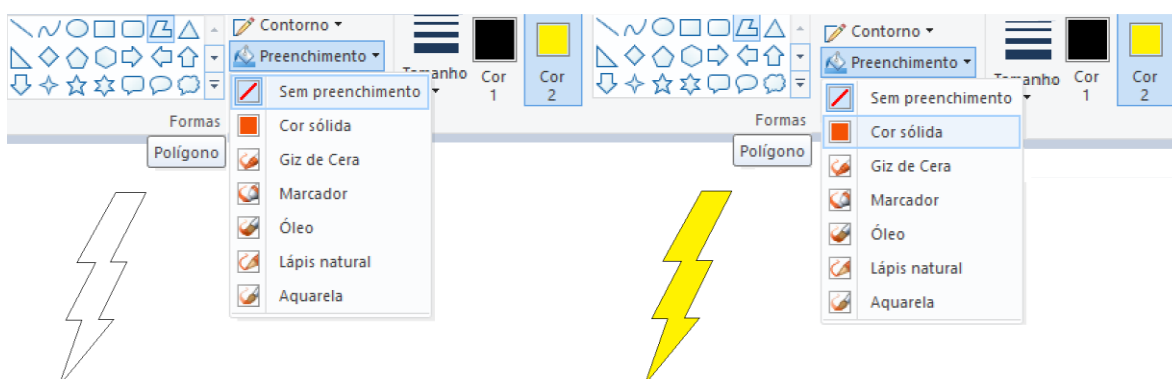 Contorno
Preenchimento
Tamanho
Cor
1
Cor
2
Sem preenchimento
Formas
Cor sólida
Polígono
Giz de Cera
Marcador
Óleo
Lápis natural
Aquarela
Contorno
Preenchimento
Tamanho
Cor
1
Cor
2
Sem preenchimento
Formas
Cor sólida
Polígono
Giz de Cera
Marcador
Óleo
Lápis natural
Aquarela